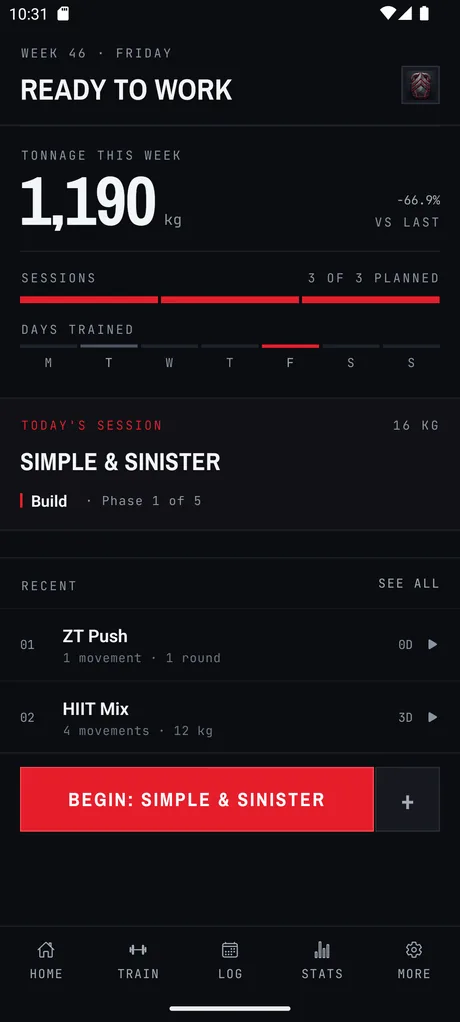 10:31
WEEK 46 · FRIDAY
READY TO WORK
TONNAGE THIS WEEK
1,190 kg
-66.9%
VS LAST
SESSIONS 3 OF 3 PLANNED
DAYS TRAINED
M T W T F S S
TODAY'S SESSION 16 KG
SIMPLE & SINISTER
Build · Phase 1 of 5
RECENT SEE ALL
01 ZT Push 0D
1 movement · 1 round
02 HIIT Mix 3D
4 movements · 12 kg
BEGIN: SIMPLE & SINISTER +
HOME TRAIN LOG STATS MORE